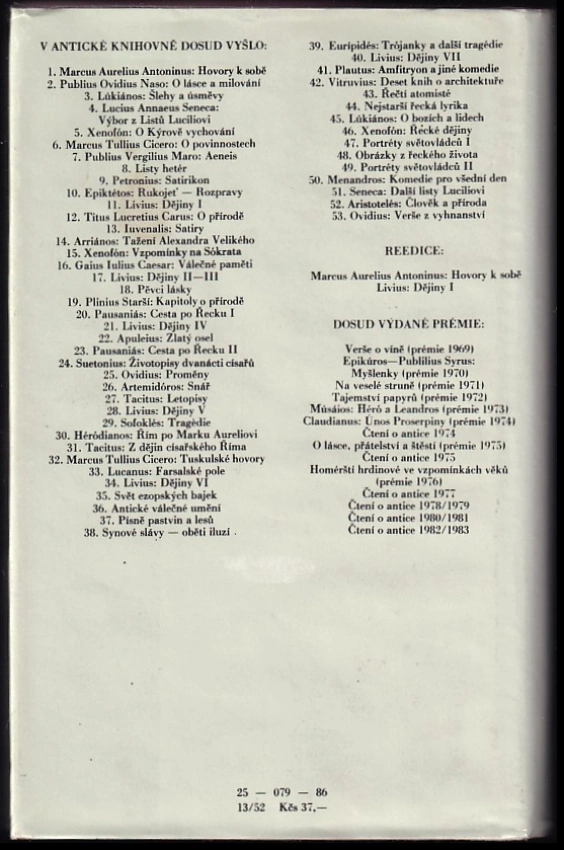 V ANTICKÉ KNIHOVNĚ DOSUD VYŠLO:
1. Marcus Aurelius Antoninus: Hovory k sobě
2. Publius Ovidius Naso: O lásce a milování
3. Lúkiános: Šlehy a úsměvy
4. Lucius Annaeus Seneca:
Výbor z Listů Luciliovi
5. Xenofón: O Kýrově vychování
6. Marcus Tullius Cicero: O povinnostech
7. Publius Vergilius Maro: Aeneis
8. Listy hetér
9. Petronius: Satirikon
10. Epiktétos: Rukojeť — Rozpravy
11. Livius: Dějiny I
12. Titus Lucretius Carus: O přírodě
13. Iuvenalis: Satiry
14. Arriános: Tažení Alexandra Velikého
15. Xenofón: Vzpomínky na Sókrata
16. Gaius Iulius Caesar: Válečné paměti
17. Livius: Dějiny II—III
18. Pěvci lásky
19. Plinius Starší: Kapitoly o přírodě
20. Pausaniás: Cesta po Řecku I
21. Livius: Dějiny IV
22. Apuleius: Zlatý osel
23. Pausaniás: Cesta po Řecku II
24. Suetonius: Životopisy dvanácti císařů
25. Ovidius: Proměny
26. Artemidóros: Snář
27. Tacitus: Letopisy
28. Livius: Dějiny V
29. Sofoklés: Tragédie
30. Héródianos: Řím po Marku Aureliovi
31. Tacitus: Z dějin císařského Říma
32. Marcus Tullius Cicero: Tuskulské hovory
33. Lucanus: Farsalské pole
34. Livius: Dějiny VI
35. Svět ezopských bajek
36. Antické válečné umění
37. Písně pastvin a lesů
38. Synové slávy — oběti iluzí
39. Eurípidés: Trójanky a další tragédie
40. Livius: Dějiny VII
41. Plautus: Amfitryon a jiné komedie
42. Vitruvius: Deset knih o architektuře
43. Řečtí atomisté
44. Nejstarší řecká lyrika
45. Lúkiános: O bozích a lidech
46. Xenofón: Řecké dějiny
47. Portréty světovládců I
48. Obrázky z řeckého života
49. Portréty světovládců II
50. Menandros: Komedie pro všední den
51. Seneca: Další listy Luciliovi
52. Aristotelés: Člověk a příroda
53. Ovidius: Verše z vyhnanství
REEDICE:
Marcus Aurelius Antoninus: Hovory k sobě
Livius: Dějiny I
DOSUD VYDANÉ PRÉMIE:
Verše o víně (prémie 1969)
Epikúros—Publilius Syrus:
Myšlenky (prémie 1970)
Na veselé struně (prémie 1971)
Tajemství papyrů (prémie 1972)
Músáios: Héró a Leandros (prémie 1973)
Claudianus: Únos Proserpiny (prémie 1974)
Čtení o antice 1974
O lásce, přátelství a štěstí (prémie 1975)
Čtení o antice 1975
Homérští hrdinové ve vzpomínkách věků
(prémie 1976)
Čtení o antice 1977
Čtení o antice 1978/1979
Čtení o antice 1980/1981
Čtení o antice 1982/1983
25 — 079 — 86
13/52 Kčs 37,—